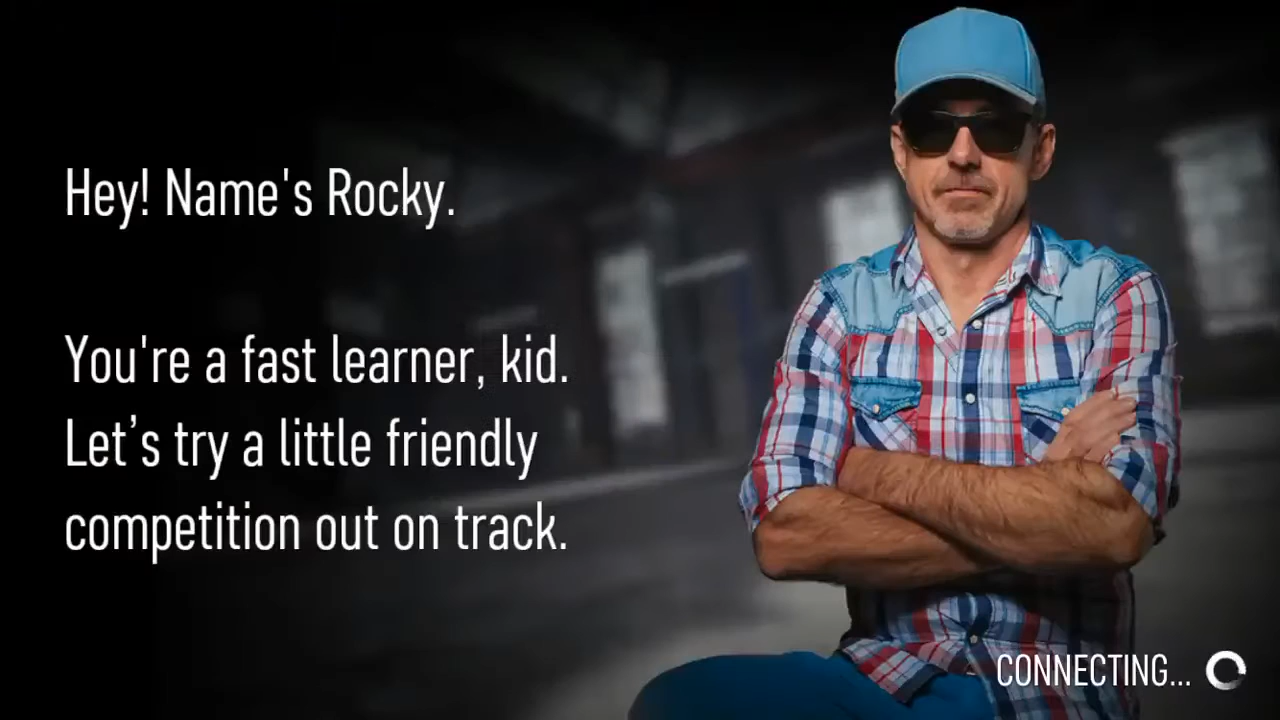 Hey! Name's Rocky.
You're a fast learner, kid.
Let’s try a little friendly
competition out on track.
CONNECTING...